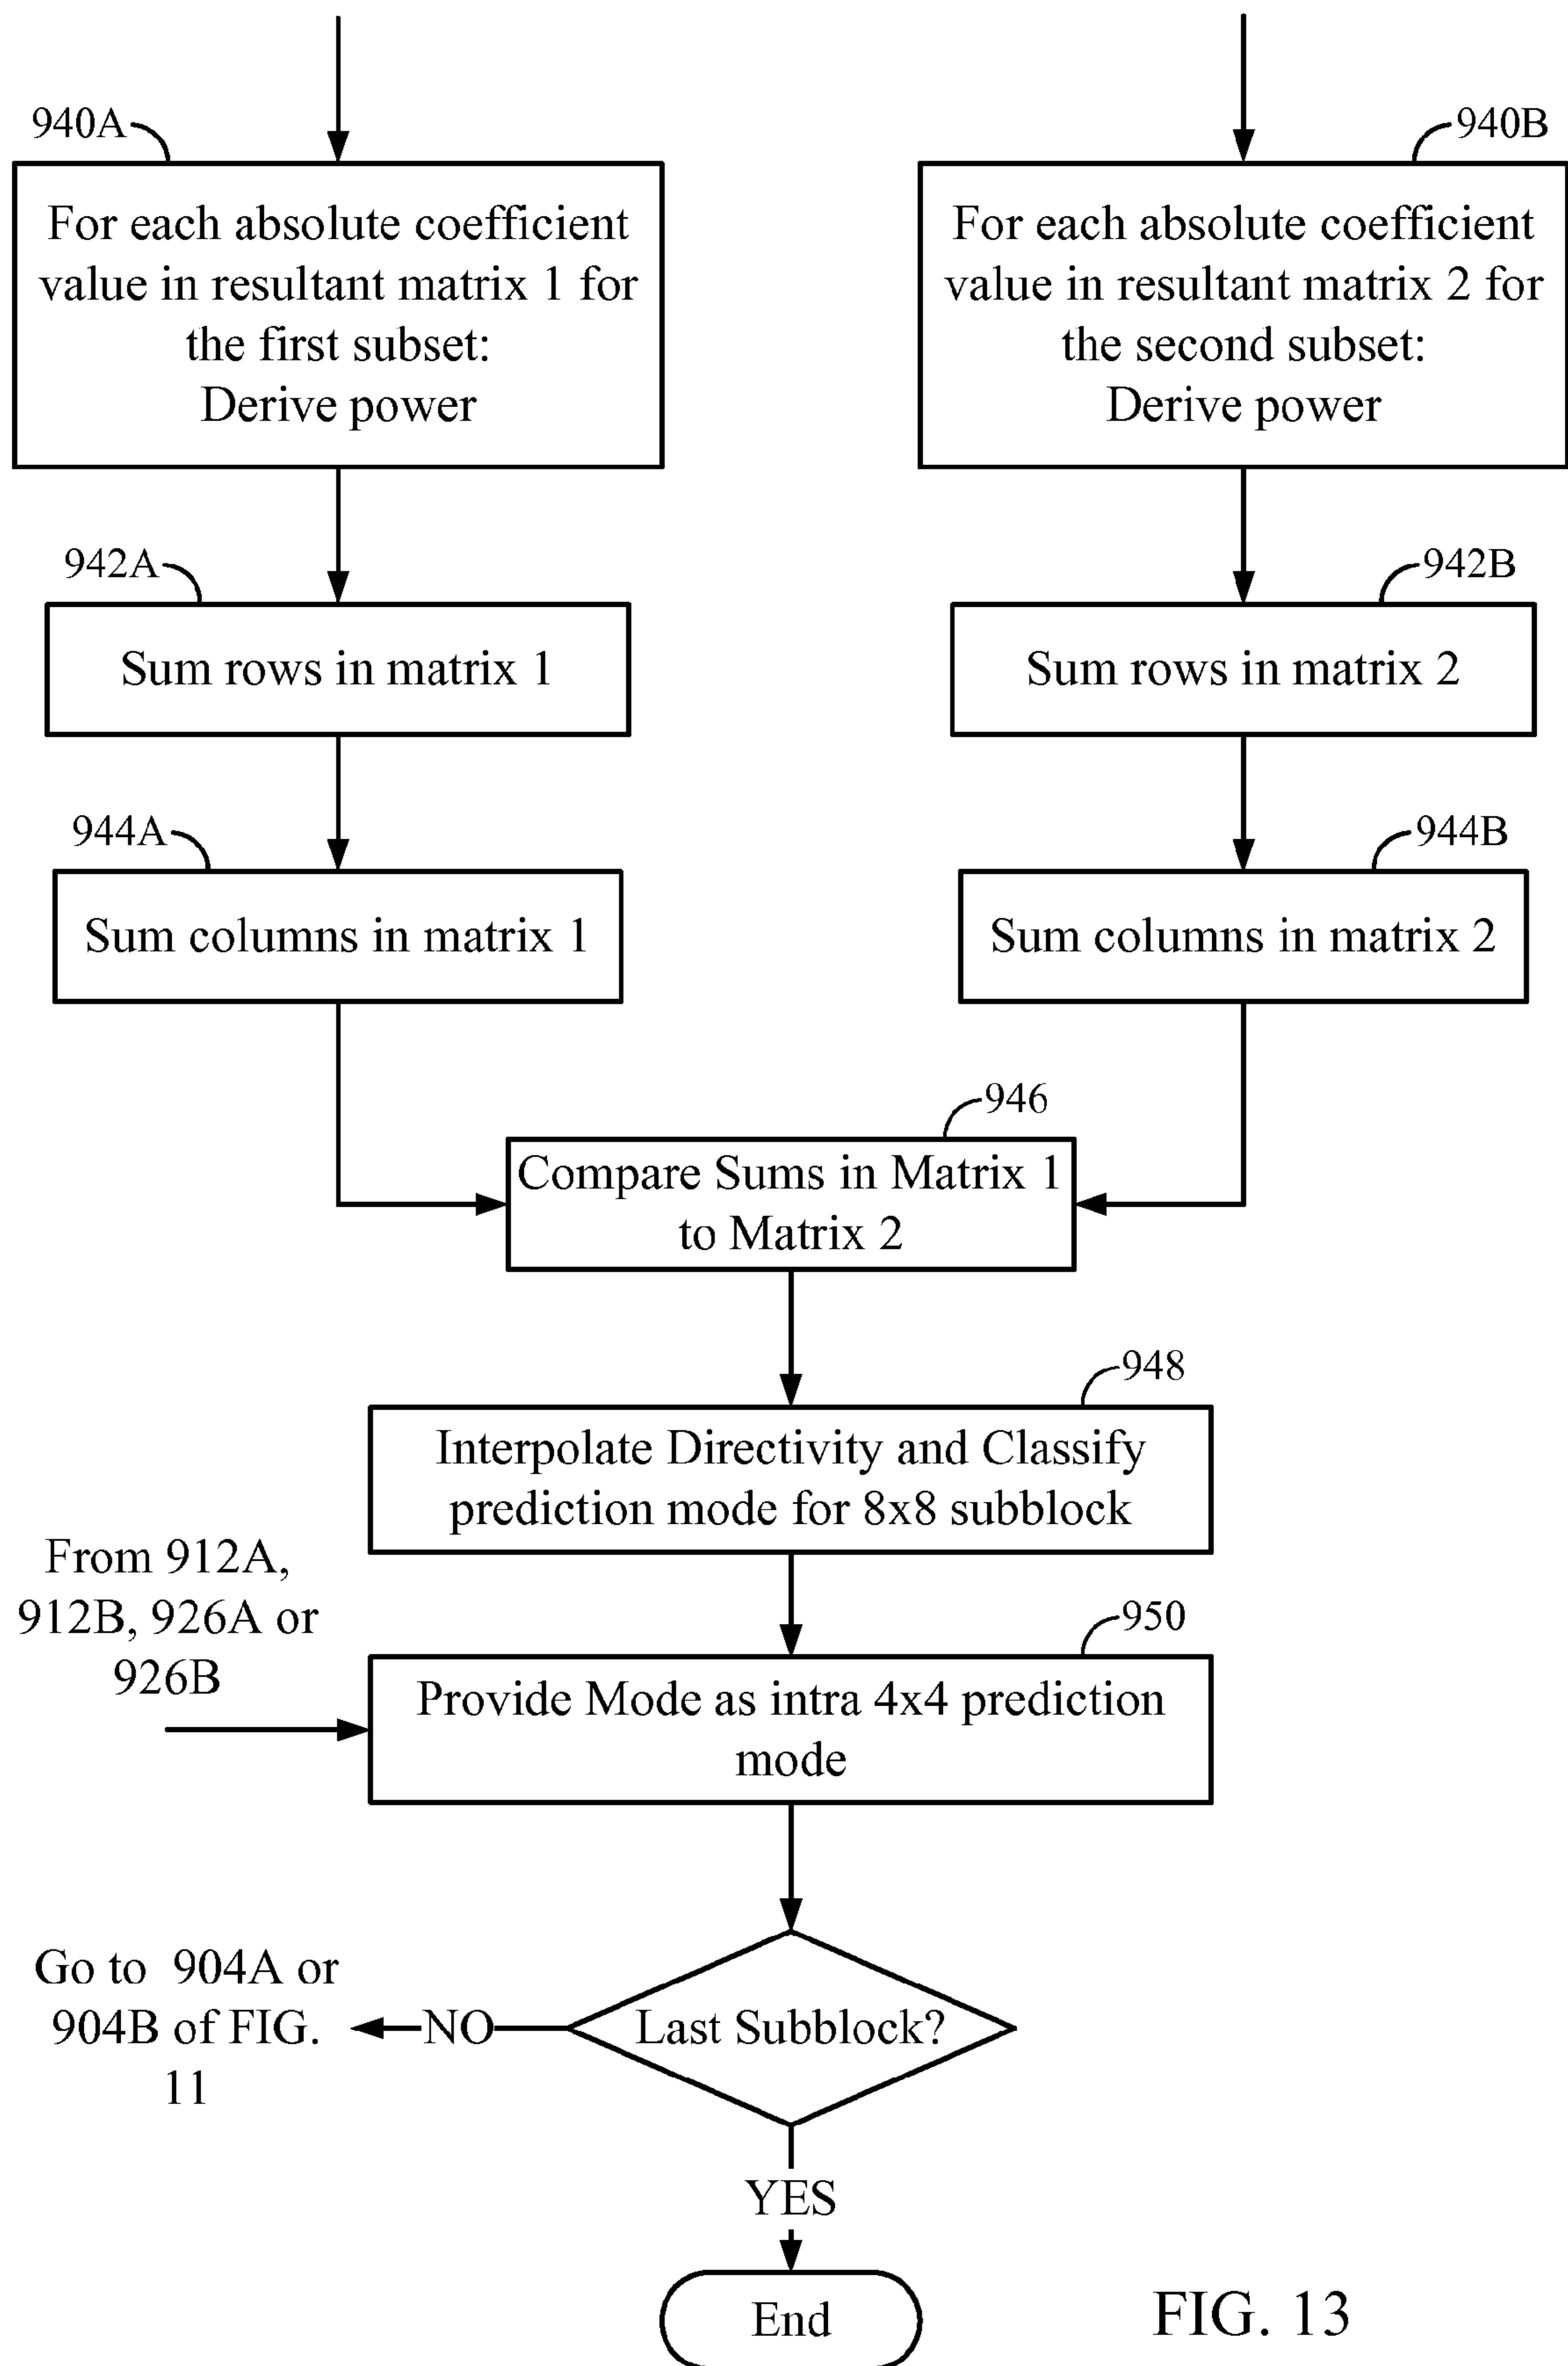 940A
For each absolute coefficient
value in resultant matrix 1 for
the first subset:
Derive power
940B
For each absolute coefficient
value in resultant matrix 2 for
the second subset:
Derive power
942A
Sum rows in matrix 1
942B
Sum rows in matrix 2
944A
Sum columns in matrix 1
944B
Sum columns in matrix 2
946
Compare Sums in Matrix 1
to Matrix 2
948
Interpolate Directivity and Classify
prediction mode for 8x8 subblock
From 912A,
912B, 926A or
926B
950
Provide Mode as intra 4x4 prediction
mode
Go to 904A or
904B of FIG.
11
NO
Last Subblock?
YES
End
FIG. 13